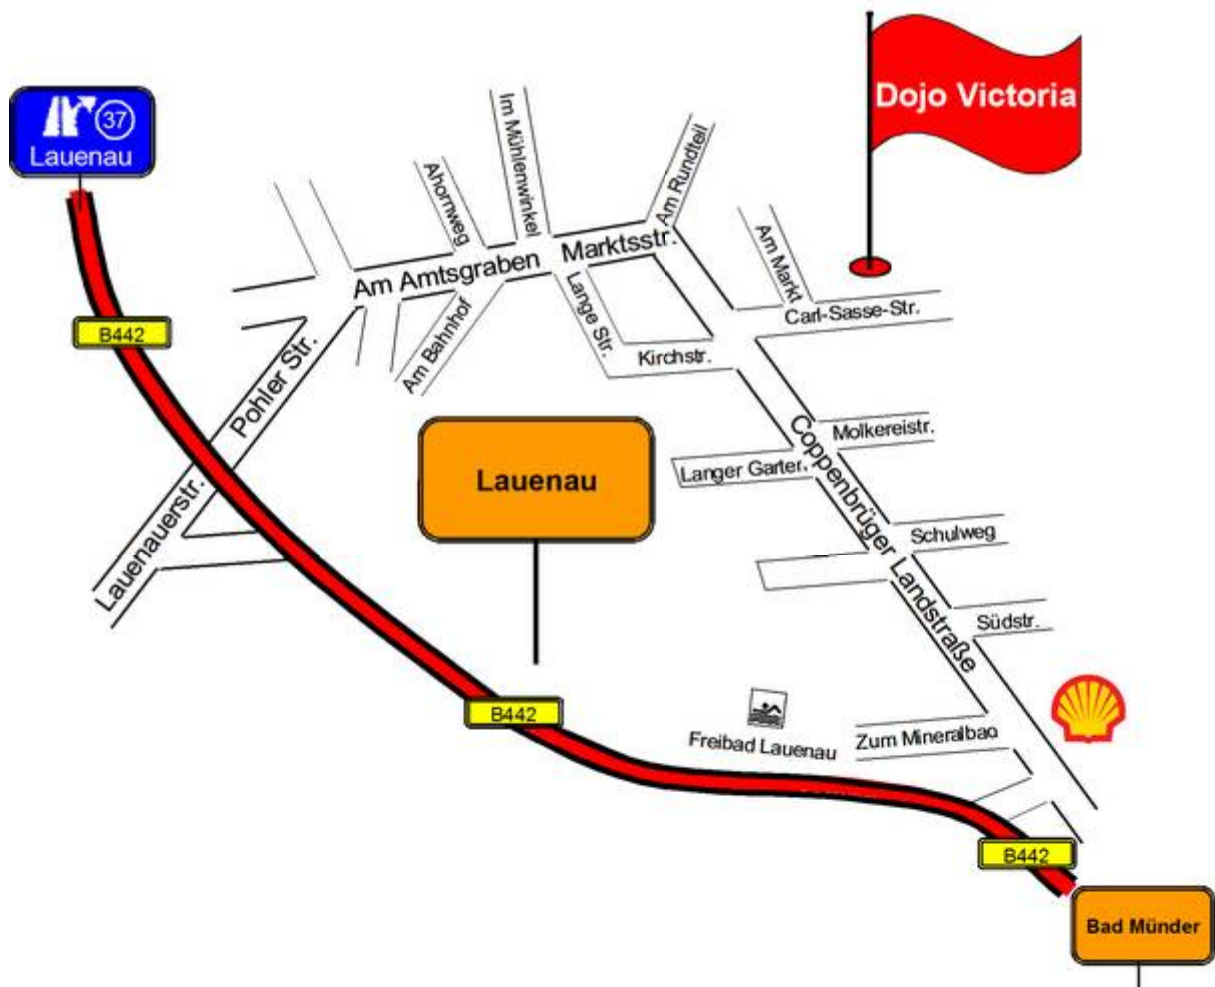 Dojo Victoria
37
Lauenau
Im Mühlenwinkel
Ahornweg
Am Rundteil
Am Markt
Marktsstr.
Am Amtsgraben
Lange Str.
Carl-Sasse-Str.
B442
Am Bahnhof
Kirchstr.
Pohler Str.
Molkereistr.
Langer Garten
Lauenau
Coppenbrüger Landstraße
Lauenauerstr.
Schulweg
Südstr.
B442
Freibad Lauenau
Zum Mineralbao
B442
Bad Münder